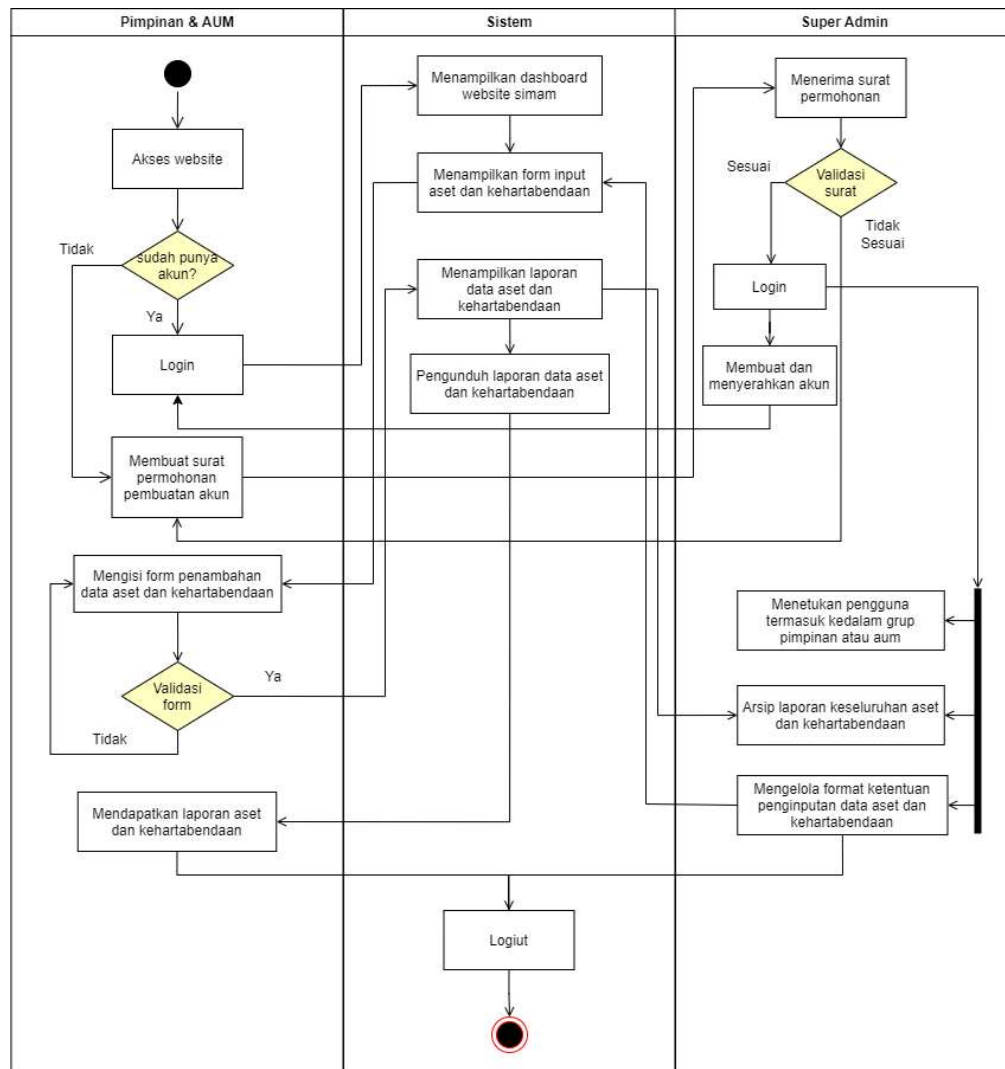 Pimpinan & AUM
Sistem
Super Admin
Akses website
sudah punya
akun?
Tidak
Ya
Login
Membuat surat
permohonan
pembuatan akun
Mengisi form penambahan
data aset dan kehartabendaan
Validasi
form
Ya
Tidak
Mendapatkan laporan aset
dan kehartabendaan
Menampilkan dashboard
website simam
Menampilkan form input
aset dan kehartabendaan
Menampilkan laporan
data aset dan
kehartabendaan
Pengunduh laporan data aset
dan kehartabendaan
Logiut
Menerima surat
permohonan
Sesuai
Validasi
surat
Tidak
Sesuai
Login
Membuat dan
menyerahkan akun
Menetukan pengguna
termasuk kedalam grup
pimpinan atau aum
Arsip laporan keseluruhan aset
dan kehartabendaan
Mengelola format ketentuan
penginputan data aset dan
kehartabendaan